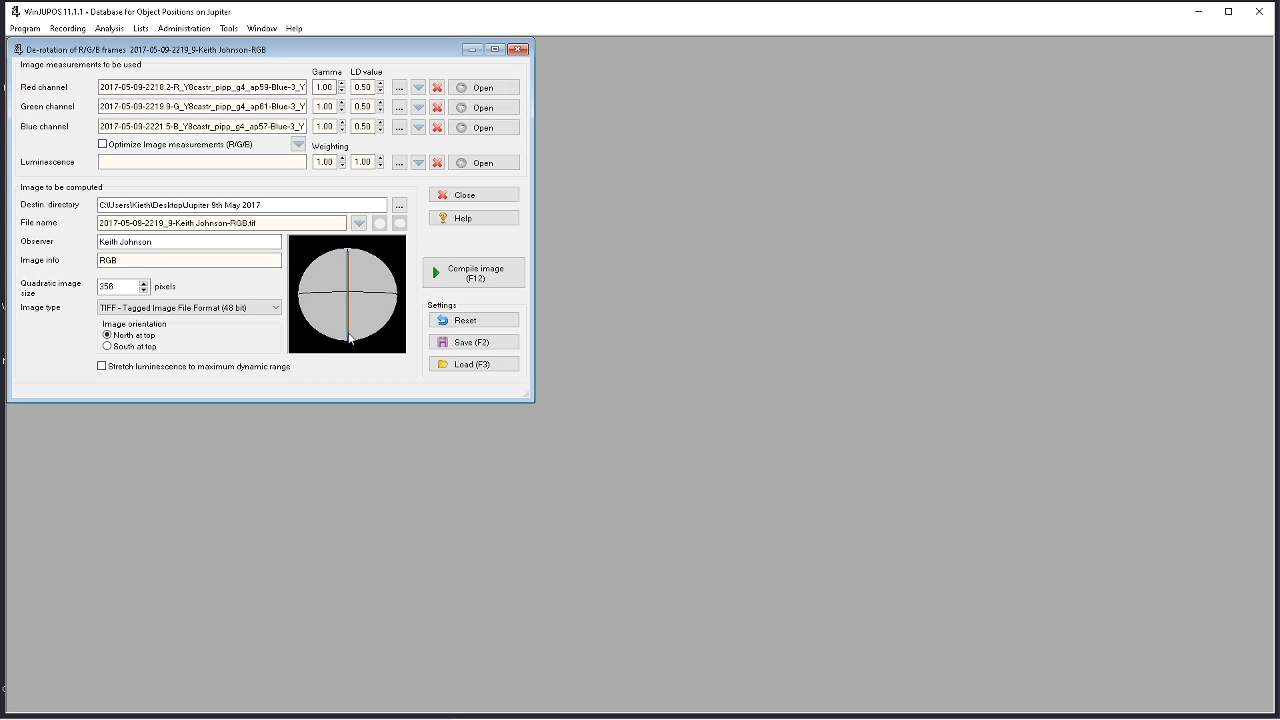 WinJUPOS 11.1.1 - Database for Object Positions on Jupiter
Program Recording Analysis Lists Administration Tools Window Help
De-rotation of R/G/B frames 2017-05-09-2219_9-Keith Johnson-RGB
Image measurements to be used
Gamma LD value
Red channel 2017-05-09-2218.2-R_Y8castr_pipp_g4_ap59-Blue-3_Y 1.00 0.50 ... Open
Green channel 2017-05-09-2219.9-G_Y8castr_pipp_g4_ap61-Blue-3_Y 1.00 0.50 ... Open
Blue channel 2017-05-09-2221.5-B_Y8castr_pipp_g4_ap57-Blue-3_Y 1.00 0.50 ... Open
Optimize Image measurements (R/G/B) Weighting
Luminescence 1.00 1.00 ... Open
Image to be computed
Destin. directory C:\Users\Kieth\Desktop\Jupiter 9th May 2017 ...
Close
File name 2017-05-09-2219_9-Keith Johnson-RGB.tif
Help
Observer Keith Johnson
Image info RGB
Compile image
(F12)
Quadratic image
size
356 pixels
Image type TIFF - Tagged Image File Format (48 bit)
Settings
Reset
Image orientation
North at top
South at top
Save (F2)
Load (F3)
Stretch luminescence to maximum dynamic range